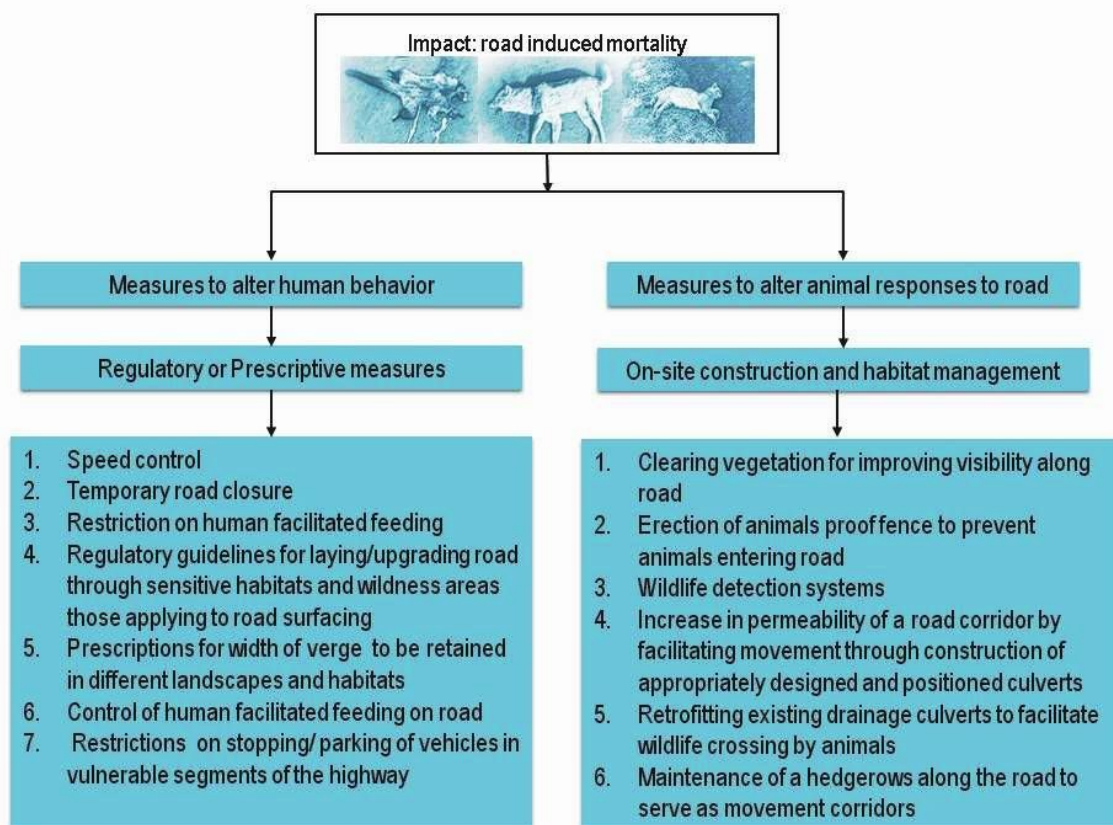 Impact: road induced mortality
Measures to alter human behavior
Regulatory or Prescriptive measures
1. Speed control
2. Temporary road closure
3. Restriction on human facilitated feeding
4. Regulatory guidelines for laying/upgrading road
through sensitive habitats and wildness areas
those applying to road surfacing
5. Prescriptions for width of verge to be retained
in different landscapes and habitats
6. Control of human facilitated feeding on road
7. Restrictions on stopping/ parking of vehicles in
vulnerable segments of the highway
Measures to alter animal responses to road
On-site construction and habitat management
1. Clearing vegetation for improving visibility along
road
2. Erection of animals proof fence to prevent
animals entering road
3. Wildlife detection systems
4. Increase in permeability of a road corridor by
facilitating movement through construction of
appropriately designed and positioned culverts
5. Retrofitting existing drainage culverts to facilitate
wildlife crossing by animals
6. Maintenance of a hedgerows along the road to
serve as movement corridors